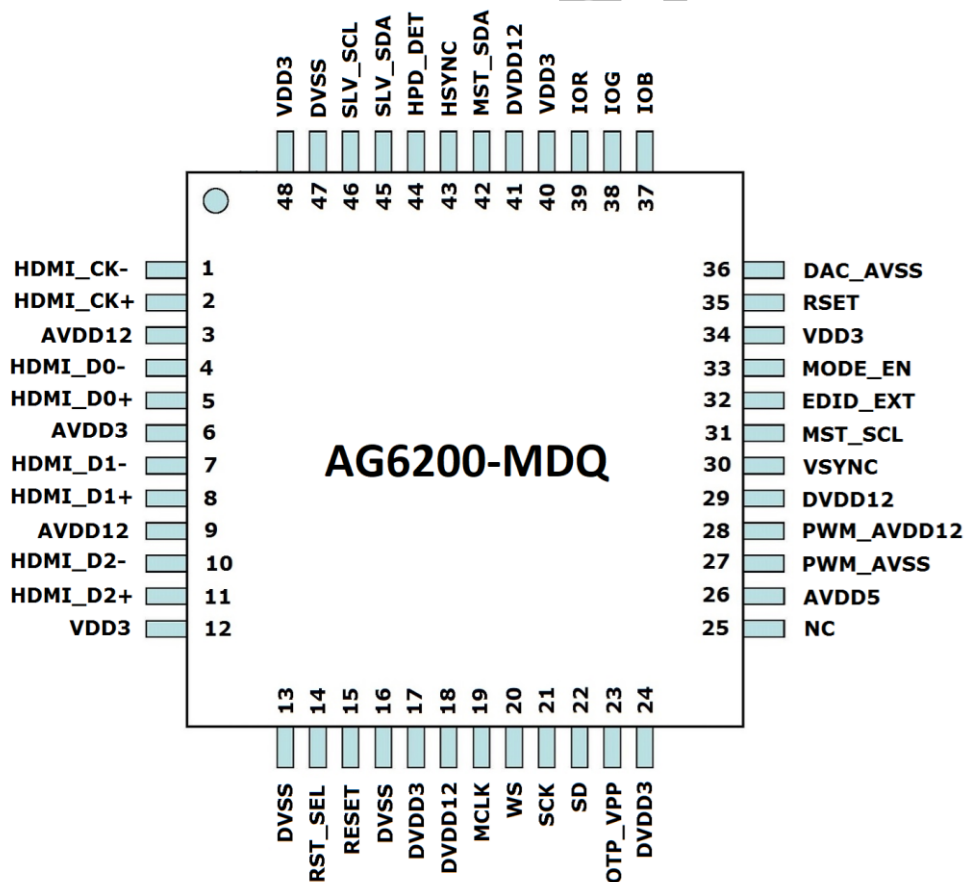 VDD3
DVSS
SLV_SCL
SLV_SDA
HPD_DET
HSYNC
MST_SDA
DVDD12
VDD3
IOR
IOG
IOB
48
47
46
45
44
43
42
41
40
39
38
37
HDMI_CK- 1
HDMI_CK+ 2
AVDD12 3
HDMI_D0- 4
HDMI_D0+ 5
AVDD3 6
HDMI_D1- 7
HDMI_D1+ 8
AVDD12 9
HDMI_D2- 10
HDMI_D2+ 11
VDD3 12
AG6200-MDQ
36 DAC_AVSS
35 RSET
34 VDD3
33 MODE_EN
32 EDID_EXT
31 MST_SCL
30 VSYNC
29 DVDD12
28 PWM_AVDD12
27 PWM_AVSS
26 AVDD5
25 NC
13
14
15
16
17
18
19
20
21
22
23
24
DVSS
RST_SEL
RESET
DVSS
DVDD3
DVDD12
MCLK
WS
SCK
SD
OTP_VPP
DVDD3